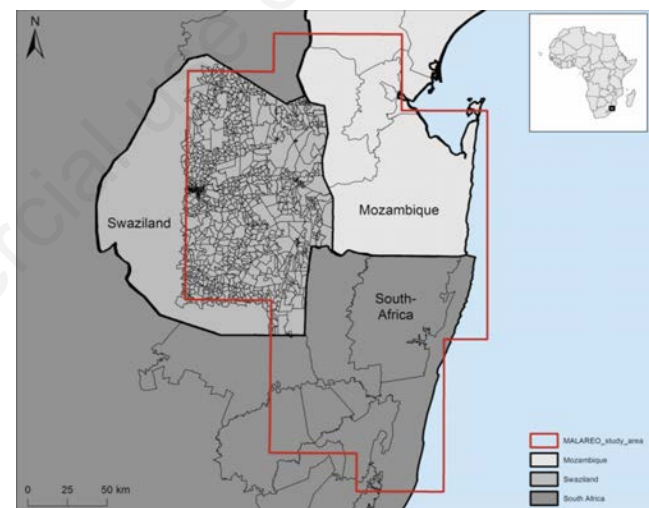 N
Swaziland
Mozambique
South-
Africa
MALAREO_study_area
Mozambique
Swaziland
South Africa
0 25 50 km